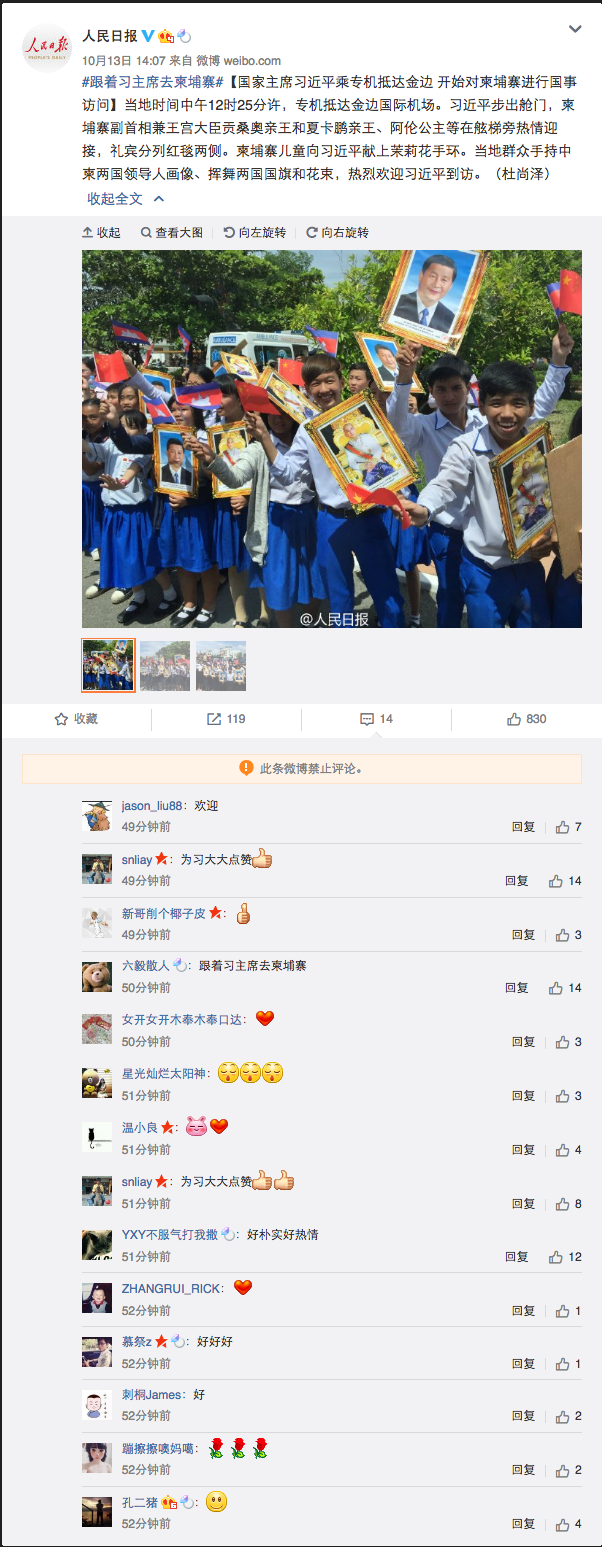 人民日报
PEOPLE'S DAILY
人民日报
10月13日 14:07 来自 微博 weibo.com
#跟着习主席去柬埔寨#【国家主席习近平乘专机抵达金边 开始对柬埔寨进行国事
访问】当地时间中午12时25分许，专机抵达金边国际机场。习近平步出舱门，柬
埔寨副首相兼王宫大臣贡桑奥亲王和夏卡鹏亲王、阿伦公主等在舷梯旁热情迎
接，礼宾分列红毯两侧。柬埔寨儿童向习近平献上茉莉花手环。当地群众手持中
柬两国领导人画像、挥舞两国国旗和花束，热烈欢迎习近平到访。（杜尚泽）
收起全文
收起 查看大图 向左旋转 向右旋转
AMBULANCE
@人民日报
收藏 119 14 830
此条微博禁止评论。
jason_liu88：欢迎
49分钟前 回复 7
snliay：为习大大点赞
49分钟前 回复 14
新哥削个椰子皮：
49分钟前 回复 3
六毅散人：跟着习主席去柬埔寨
50分钟前 回复 14
女开女开木奉木奉口达：
50分钟前 回复 3
星光灿烂太阳神：
51分钟前 回复 3
温小良：
51分钟前 回复 4
snliay：为习大大点赞
51分钟前 回复 8
YXY不服气打我撒：好朴实好热情
51分钟前 回复 12
ZHANGRUI_RICK：
52分钟前 回复 1
慕祭z：好好好
52分钟前 回复 1
刺桐James：好
52分钟前 回复 2
蹦擦擦噢妈噶：
52分钟前 回复 2
孔二猪：
52分钟前 回复 4